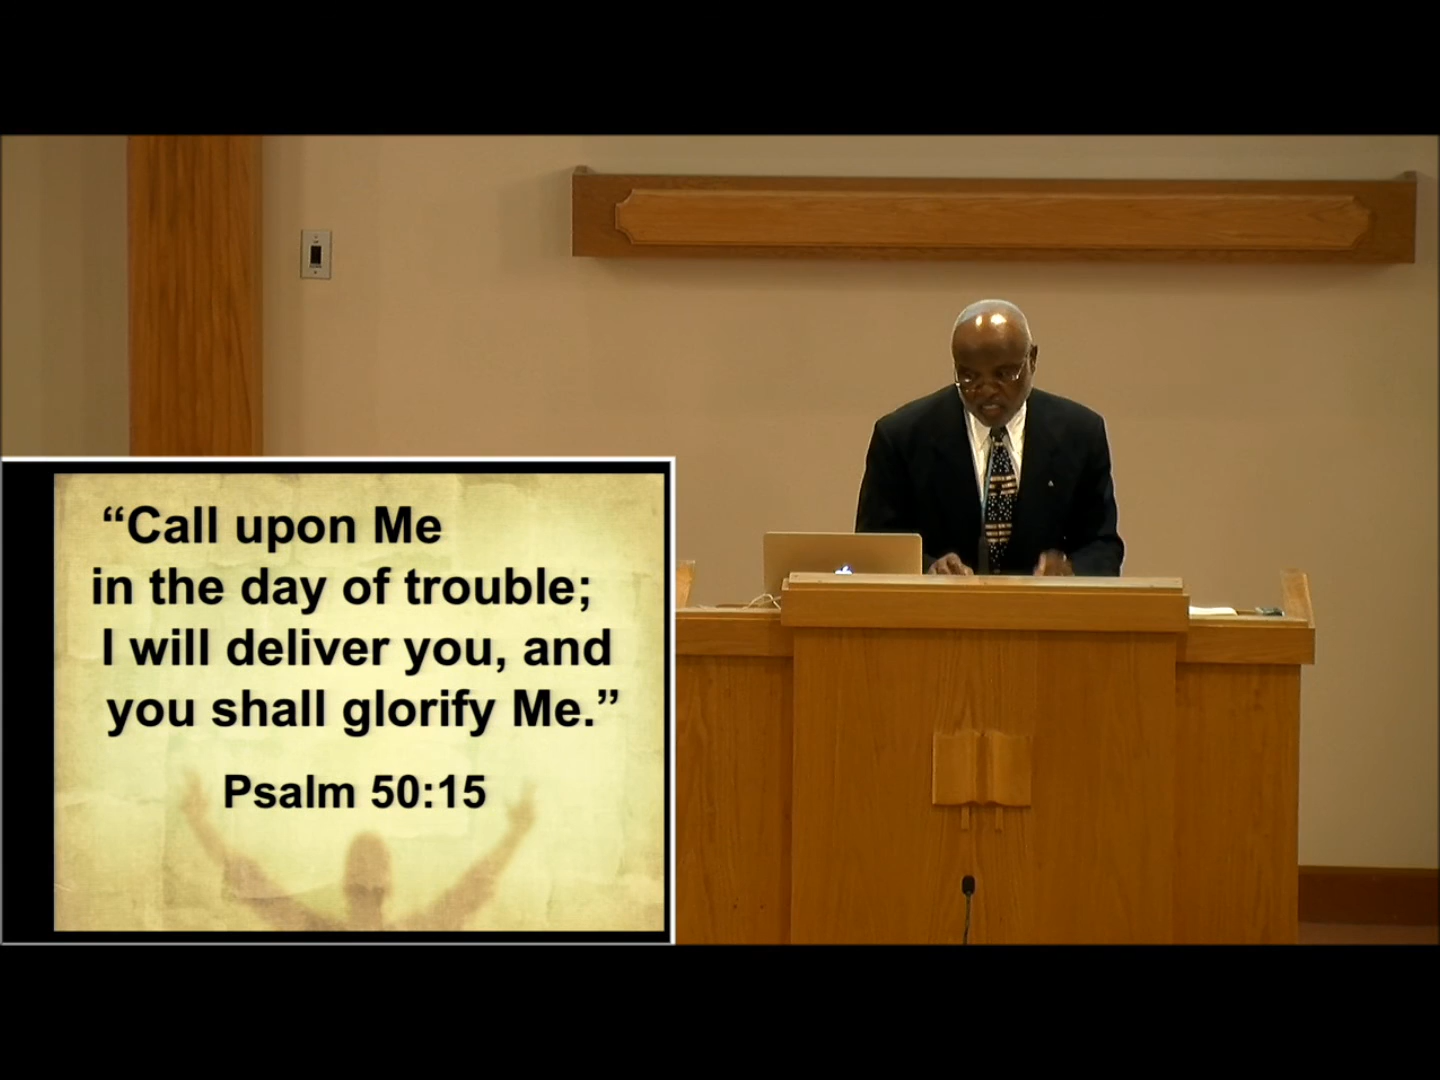 “Call upon Me
in the day of trouble;
I will deliver you, and
you shall glorify Me.”
Psalm 50:15